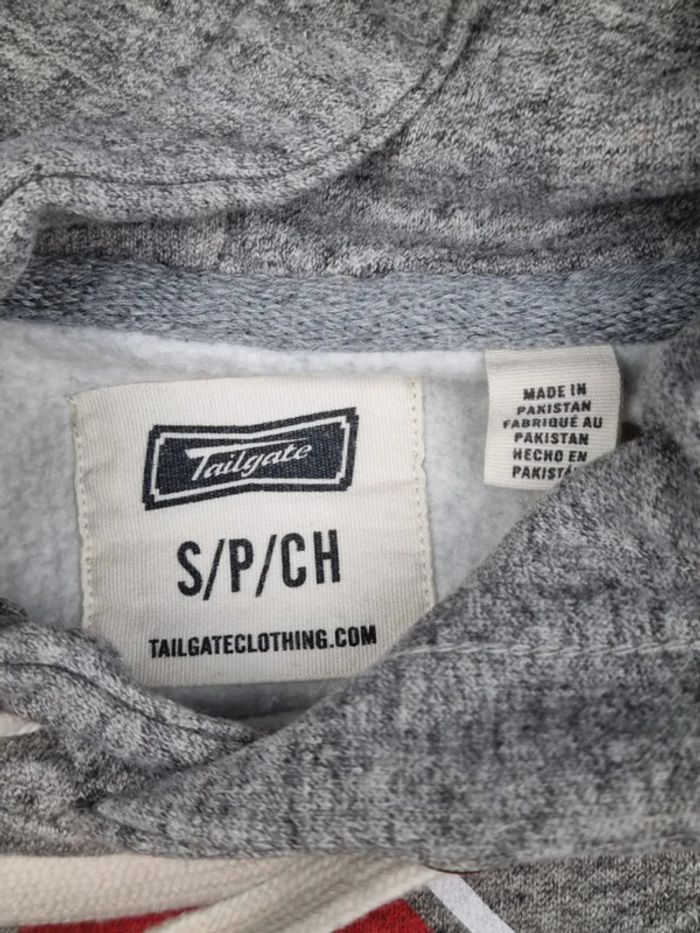 Tailgate
S/P/CH
TAILGATECLOTHING.COM
MADE IN
PAKISTAN
FABRIQUÉ AU
PAKISTAN
HECHO EN